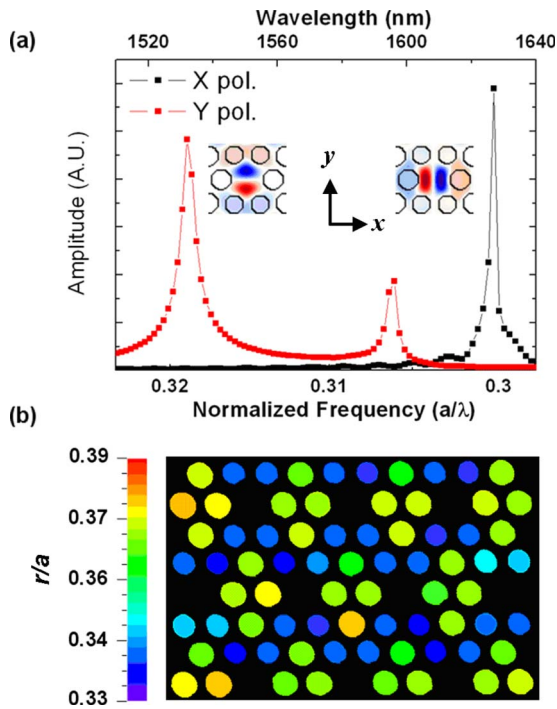 Wavelength (nm)
(a)
1520 1560 1600 1640
X pol.
Y pol.
y
x
Amplitude (A.U.)
0.32 0.31 0.3
Normalized Frequency (a/λ)
(b)
0.39
0.37
0.36
0.34
0.33
r/a